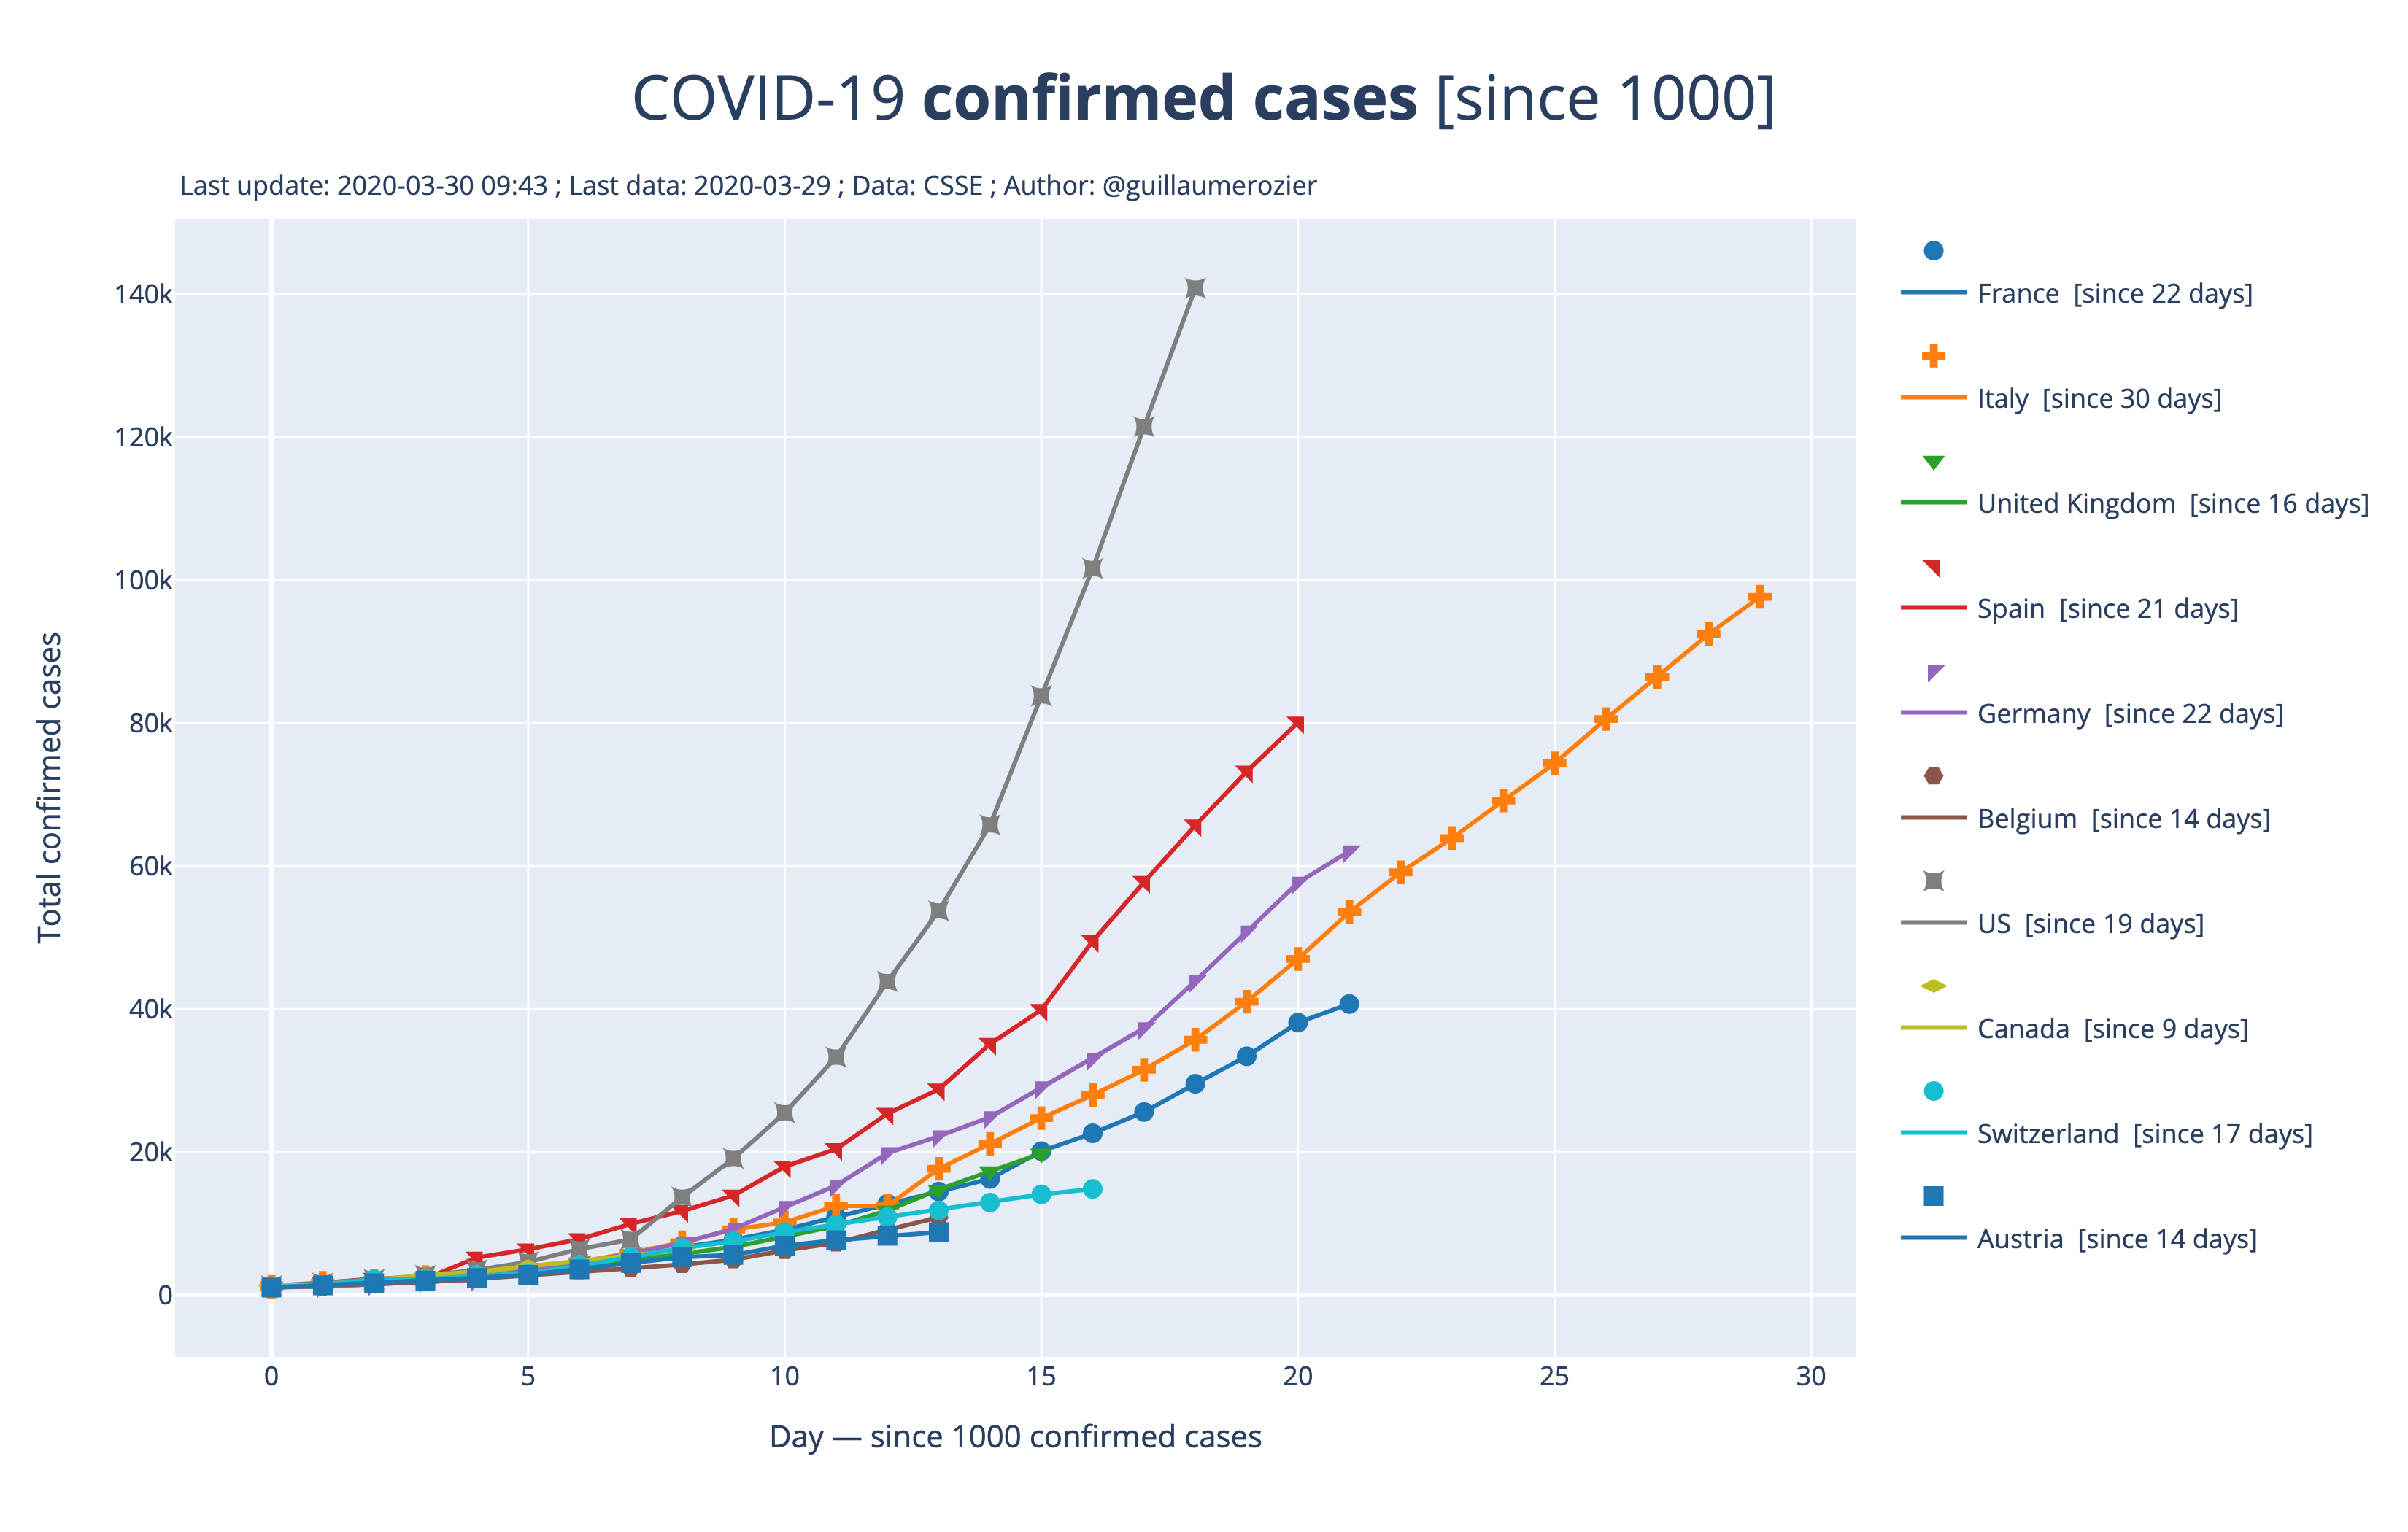 COVID-19 confirmed cases [since 1000]
Last update: 2020-03-30 09:43 ; Last data: 2020-03-29 ; Data: CSSE ; Author: @guillaumerozier
Total confirmed cases
140k
120k
100k
80k
60k
40k
20k
0
0 5 10 15 20 25 30
Day — since 1000 confirmed cases
France [since 22 days]
Italy [since 30 days]
United Kingdom [since 16 days]
Spain [since 21 days]
Germany [since 22 days]
Belgium [since 14 days]
US [since 19 days]
Canada [since 9 days]
Switzerland [since 17 days]
Austria [since 14 days]